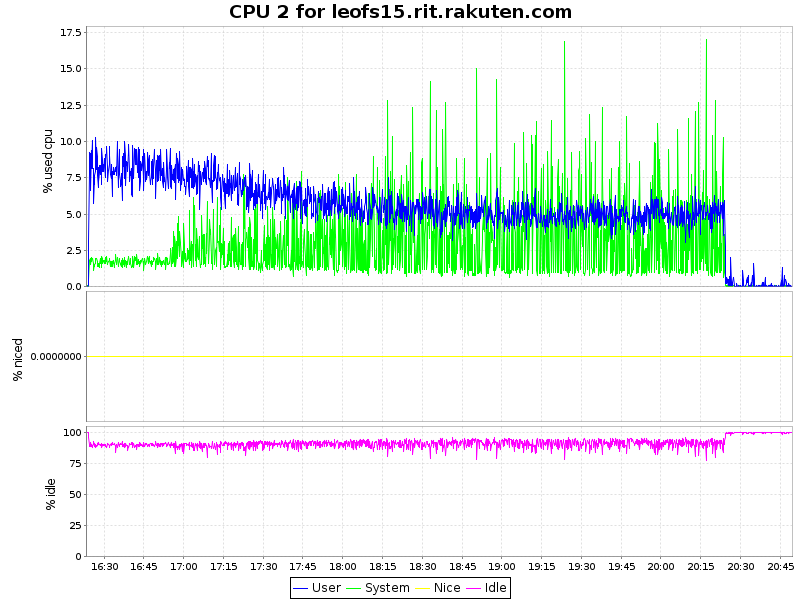 CPU 2 for leofs15.rit.rakuten.com
% used cpu
17.5
15.0
12.5
10.0
7.5
5.0
2.5
0.0
% niced
0.0000000
% idle
100
75
50
25
0
16:30 16:45 17:00 17:15 17:30 17:45 18:00 18:15 18:30 18:45 19:00 19:15 19:30 19:45 20:00 20:15 20:30 20:45
User System Nice Idle